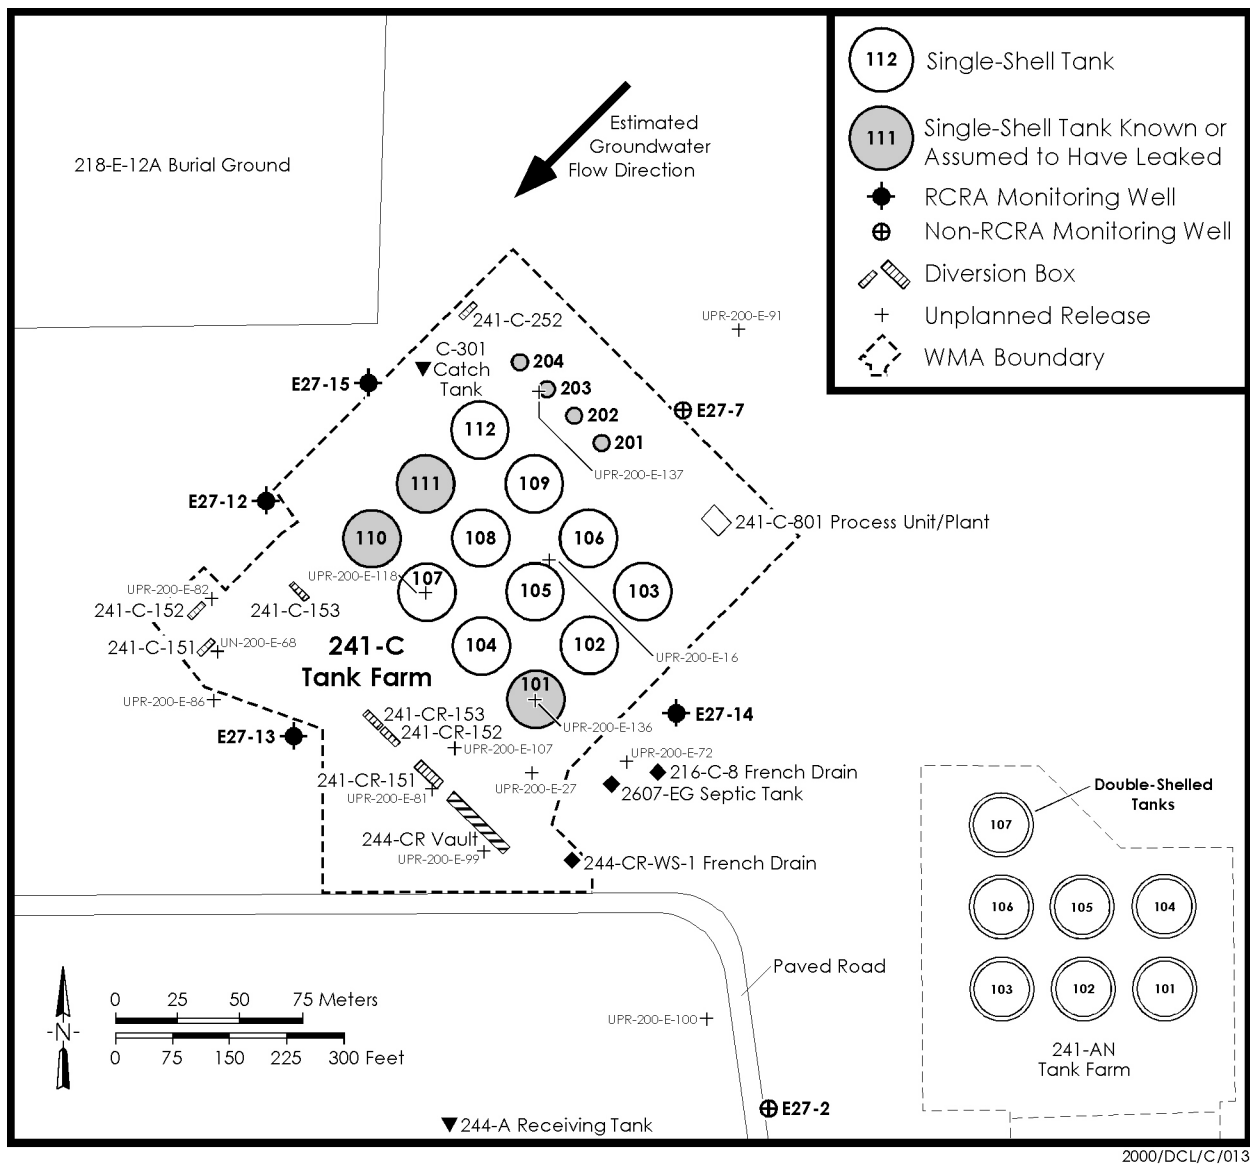 112
Single-Shell Tank
111
Single-Shell Tank Known or
Assumed to Have Leaked
RCRA Monitoring Well
Non-RCRA Monitoring Well
Diversion Box
Unplanned Release
WMA Boundary
Estimated
Groundwater
Flow Direction
218-E-12A Burial Ground
241-C-252
UPR-200-E-91
C-301
Catch
Tank
204
E27-15
203
202
E27-7
201
112
UPR-200-E-137
111
109
E27-12
241-C-801 Process Unit/Plant
110
108
106
UPR-200-E-118
107
105
103
UPR-200-E-82
241-C-152
241-C-153
241-C-151
UN-200-E-68
241-C
Tank Farm
104
102
UPR-200-E-16
101
UPR-200-E-86
E27-14
E27-13
241-CR-153
241-CR-152
UPR-200-E-136
UPR-200-E-107
UPR-200-E-72
241-CR-151
UPR-200-E-81
UPR-200-E-27
216-C-8 French Drain
2607-EG Septic Tank
244-CR Vault
UPR-200-E-99
244-CR-WS-1 French Drain
Double-Shelled
Tanks
107
106
105
104
103
102
101
241-AN
Tank Farm
Paved Road
UPR-200-E-100
E27-2
244-A Receiving Tank
-N-
0 25 50 75 Meters
0 75 150 225 300 Feet
2000/DCL/C/013